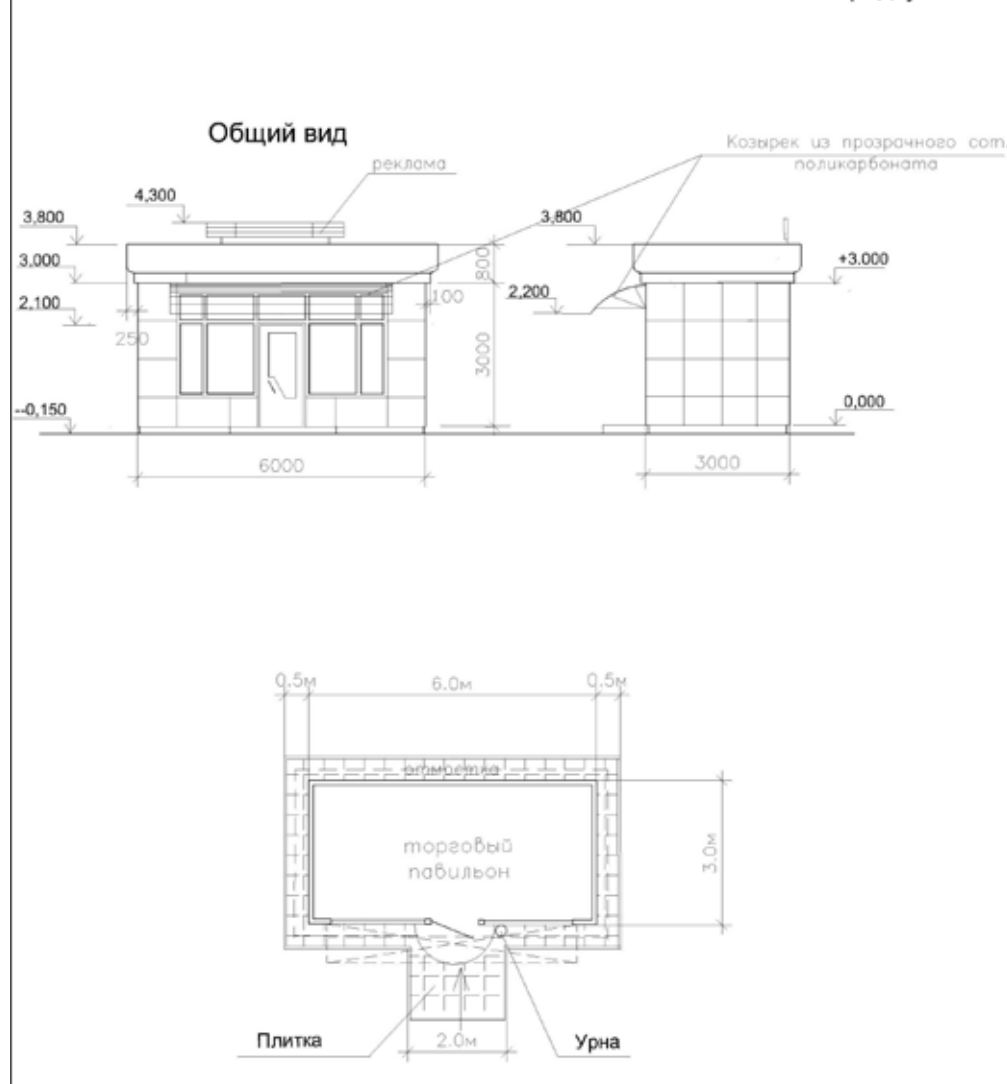 Общий вид
реклама
Козырек из прозрачного сот.
поликарбоната
4,300
3,800
3,800
3,000
+3.000
800
2,100
100
2,200
250
3000
--0,150
0,000
6000
3000
0.5м
6.0м
0.5м
отмостка
торговый
павильон
3.0м
Плитка
2.0м
Урна